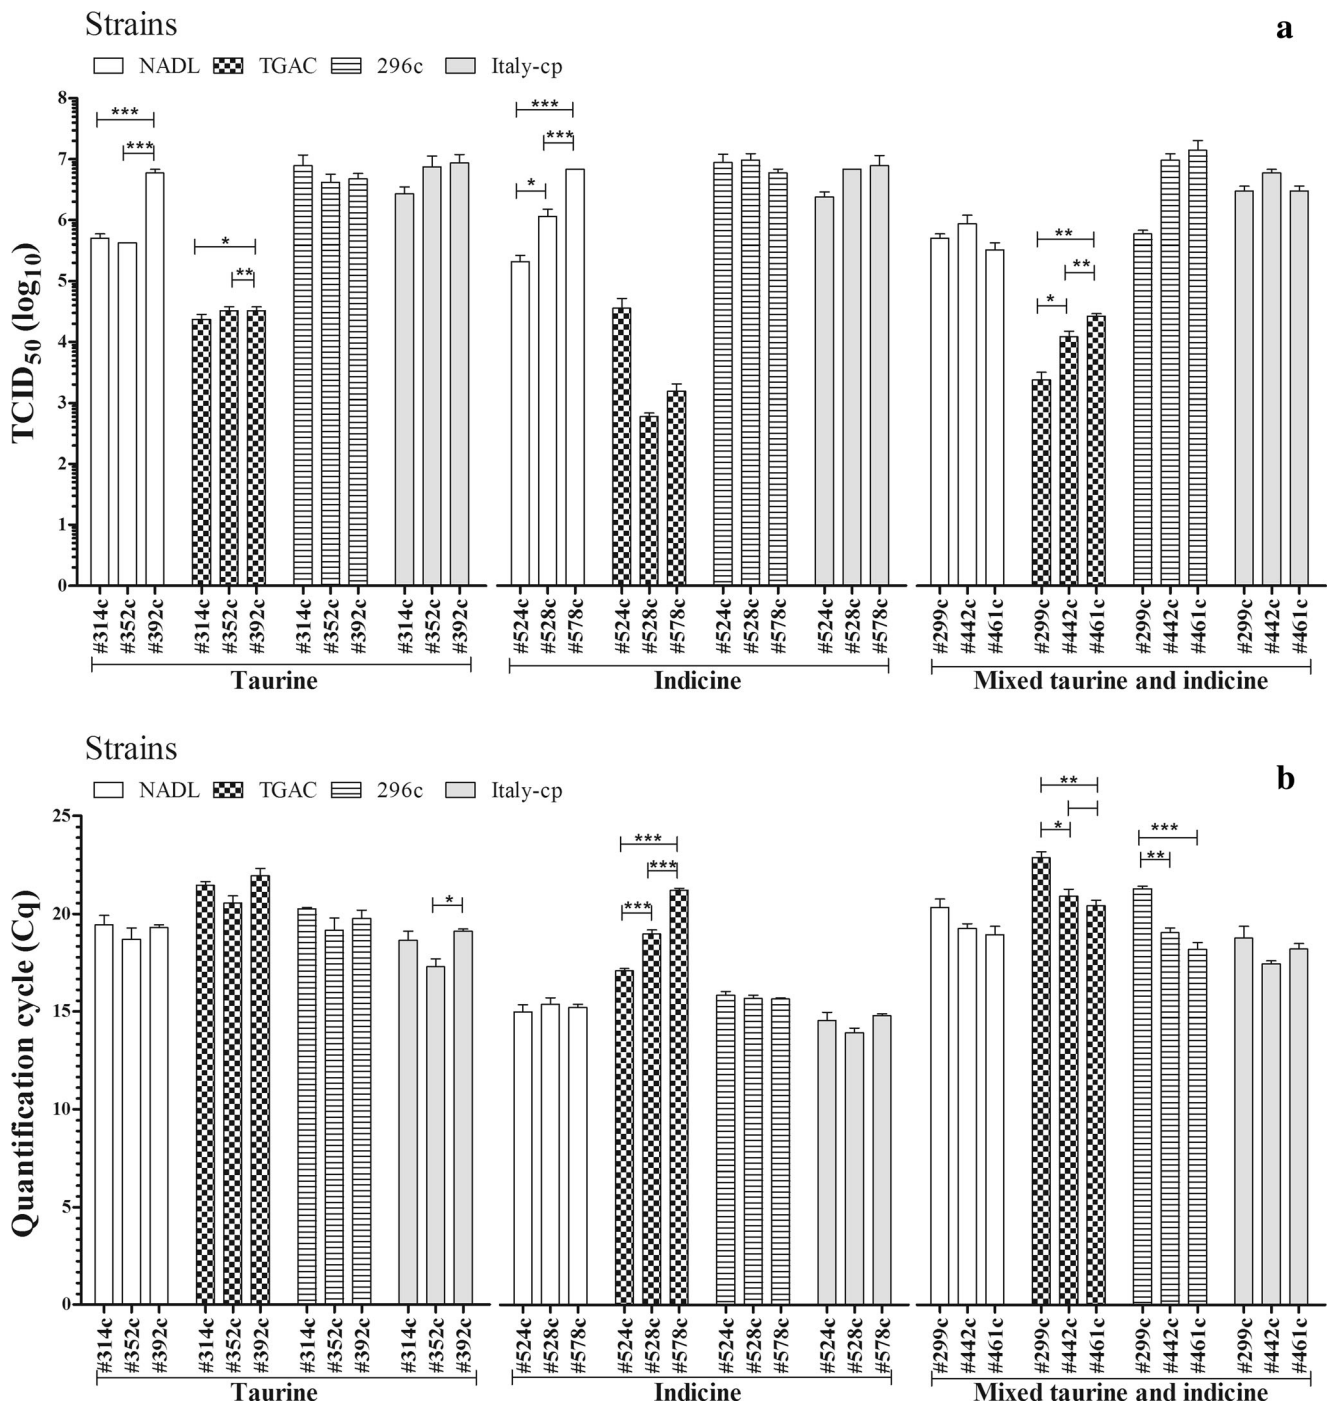 Strains
a
NADL TGAC 296c Italy-cp
TCID50 (log10)
8
7
6
5
4
3
2
1
0
*** *** * ** *** *** * ** ** *
#314c #352c #392c #314c #352c #392c #314c #352c #392c #314c #352c #392c
Taurine
#524c #528c #578c #524c #528c #578c #524c #528c #578c #524c #528c #578c
Indicine
#299c #442c #461c #299c #442c #461c #299c #442c #461c #299c #442c #461c
Mixed taurine and indicine
Strains
b
NADL TGAC 296c Italy-cp
Quantification cycle (Cq)
25
20
15
10
5
0
* *** *** *** ** * *** **
#314c #352c #392c #314c #352c #392c #314c #352c #392c #314c #352c #392c
Taurine
#524c #528c #578c #524c #528c #578c #524c #528c #578c #524c #528c #578c
Indicine
#299c #442c #461c #299c #442c #461c #299c #442c #461c #299c #442c #461c
Mixed taurine and indicine